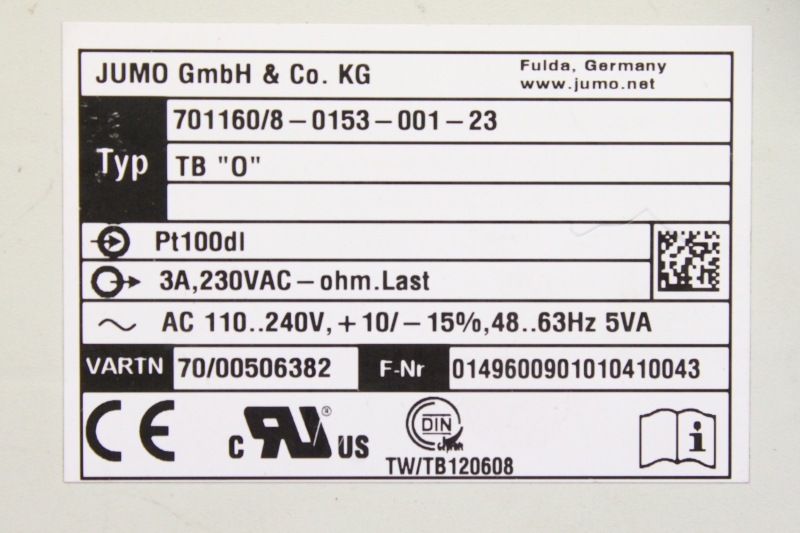 JUMO GmbH & Co. KG
Fulda, Germany
www.jumo.net
Typ
701160/8-0153-001-23
TB "O"
Pt100dl
3A,230VAC-ohm.Last
AC 110..240V,+10/-15%,48..63Hz 5VA
VARTN 70/00506382 F-Nr 0149600901010410043
CE
c RU ® US
DIN
TW/TB120608
i